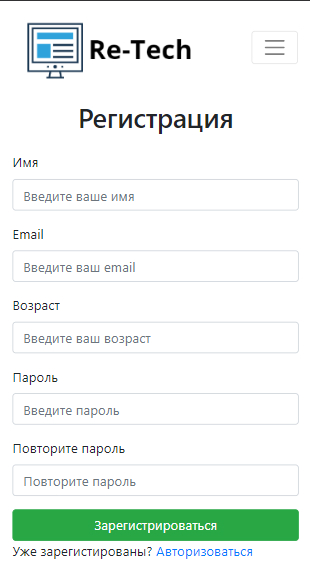 Re-Tech
Регистрация
Имя
Введите ваше имя
Email
Введите ваш email
Возраст
Введите ваш возраст
Пароль
Введите пароль
Повторите пароль
Повторите пароль
Зарегистрироваться
Уже зарегистированы? Авторизоваться